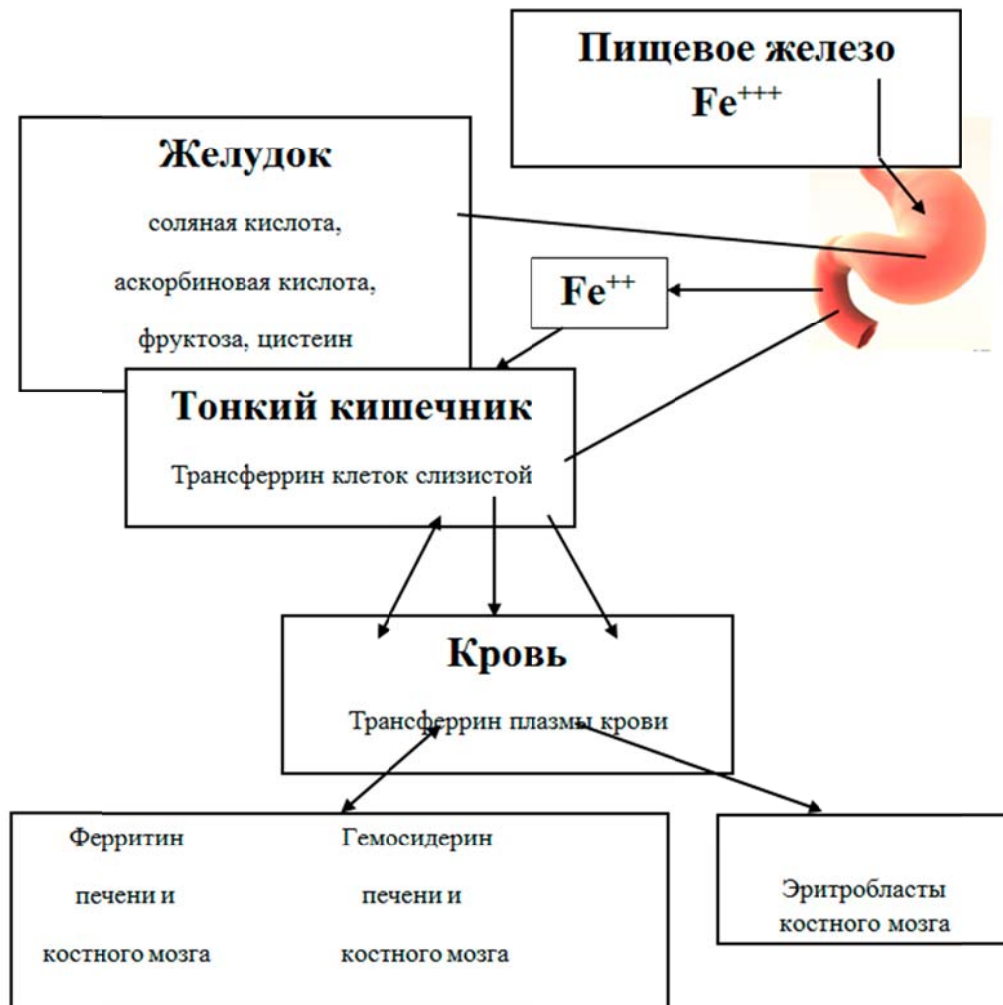 Пищевое железо
Fe+++
Желудок
соляная кислота,
аскорбиновая кислота,
фруктоза, цистеин
Fe++
Тонкий кишечник
Трансферрин клеток слизистой
Кровь
Трансферрин плазмы крови
Ферритин
печени и
костного мозга
Гемосидерин
печени и
костного мозга
Эритробласты
костного мозга